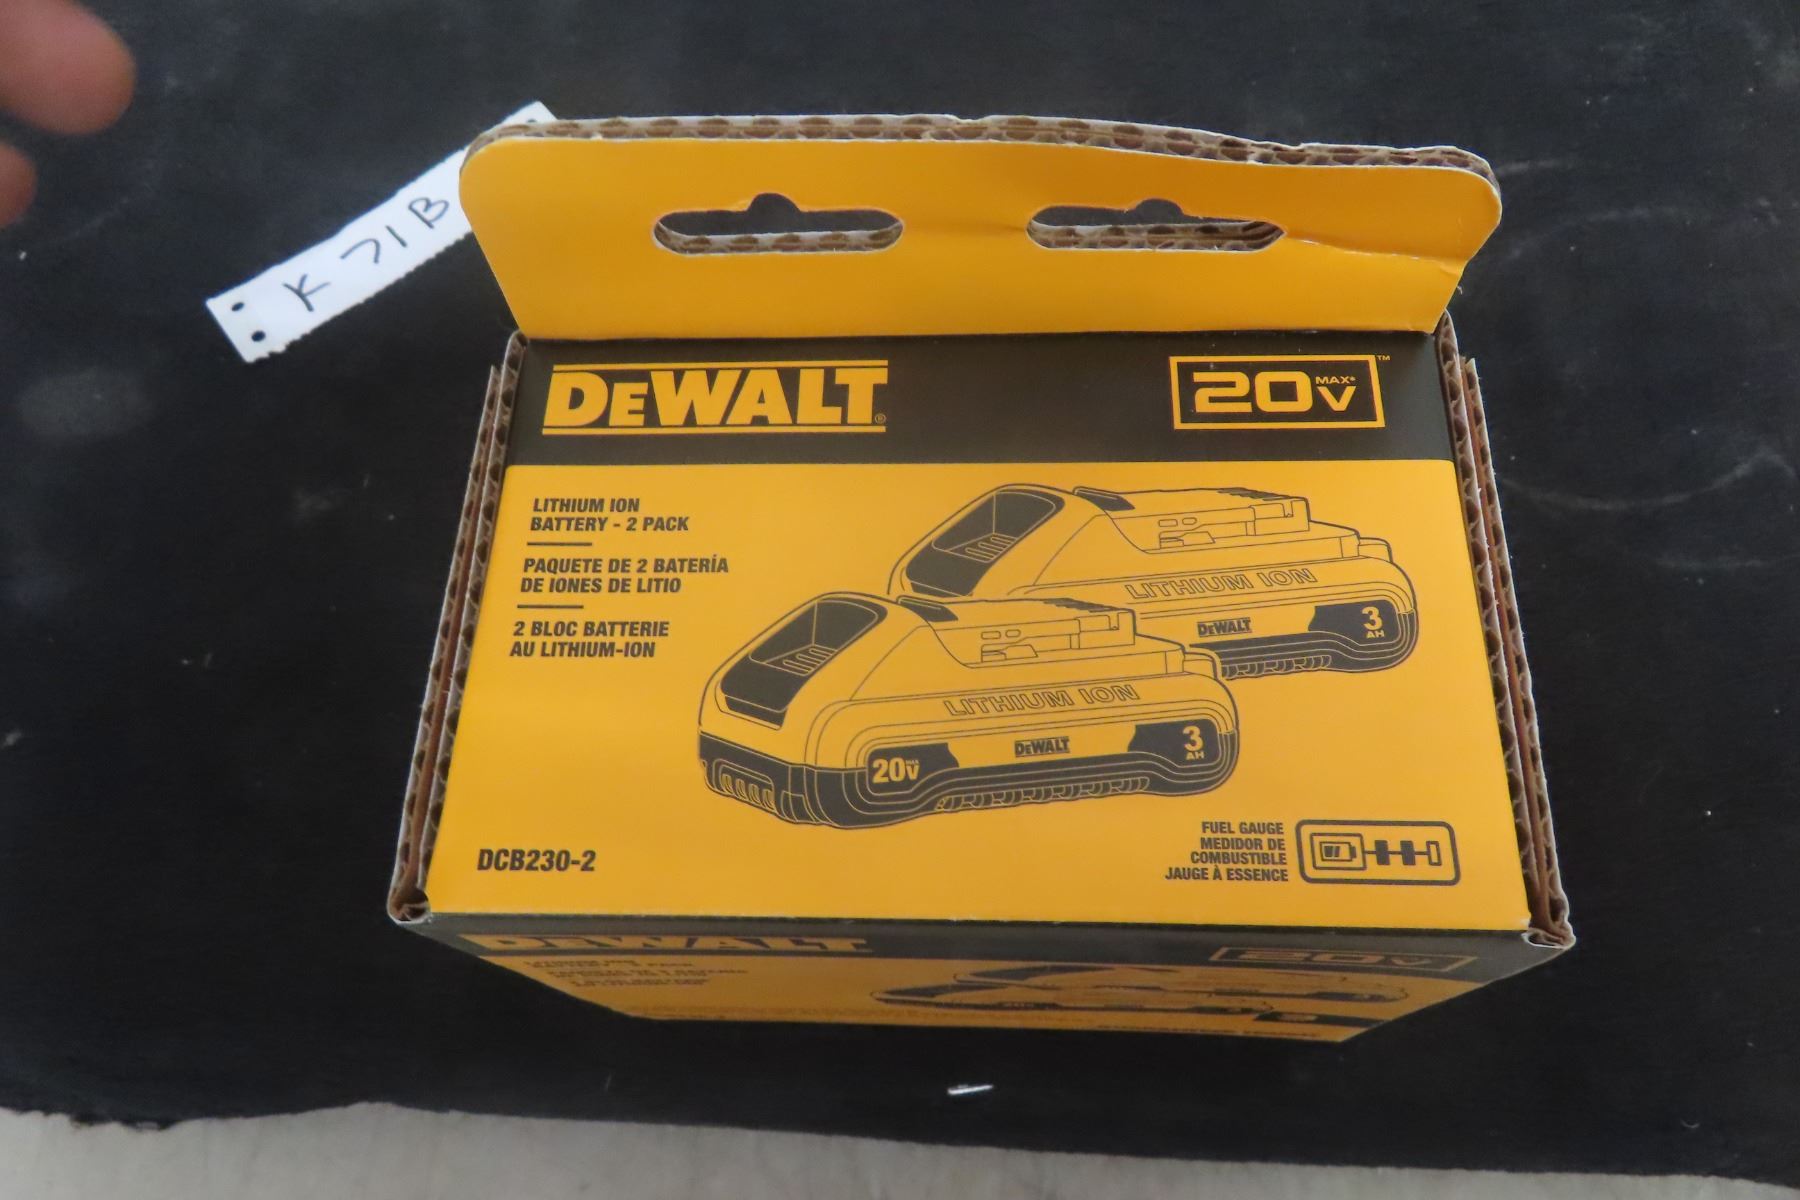 K 71B
DEWALT®
20V MAX* ™
LITHIUM ION
BATTERY - 2 PACK
PAQUETE DE 2 BATERÍA
DE IONES DE LITIO
2 BLOC BATTERIE
AU LITHIUM-ION
LITHIUM ION
DEWALT
3 AH
LITHIUM ION
20V MAX
DEWALT
3 AH
DCB230-2
FUEL GAUGE
MEDIDOR DE
COMBUSTIBLE
JAUGE À ESSENCE
DEWALT
20V